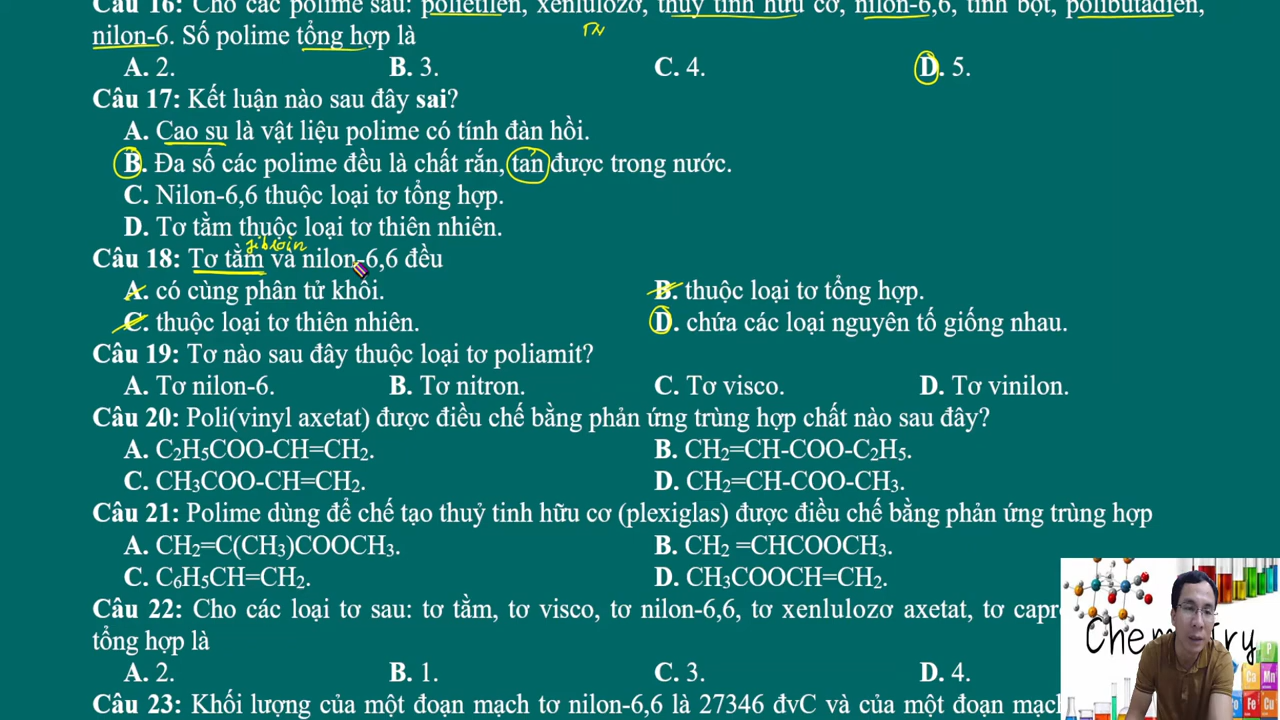 Câu 16: Cho các polime sau: polietilen, xenlulozơ, thuỷ tinh hữu cơ, nilon-6,6, tinh bột, polibutađien,
TN
nilon-6. Số polime tổng hợp là
A. 2. B. 3. C. 4. D. 5.
Câu 17: Kết luận nào sau đây sai?
A. Cao su là vật liệu polime có tính đàn hồi.
B. Đa số các polime đều là chất rắn, tan được trong nước.
C. Nilon-6,6 thuộc loại tơ tổng hợp.
D. Tơ tằm thuộc loại tơ thiên nhiên.
fibroin
Câu 18: Tơ tằm và nilon-6,6 đều
A. có cùng phân tử khối. B. thuộc loại tơ tổng hợp.
C. thuộc loại tơ thiên nhiên. D. chứa các loại nguyên tố giống nhau.
Câu 19: Tơ nào sau đây thuộc loại tơ poliamit?
A. Tơ nilon-6. B. Tơ nitron. C. Tơ visco. D. Tơ vinilon.
Câu 20: Poli(vinyl axetat) được điều chế bằng phản ứng trùng hợp chất nào sau đây?
A. C₂H₅COO-CH=CH₂. B. CH₂=CH-COO-C₂H₅.
C. CH₃COO-CH=CH₂. D. CH₂=CH-COO-CH₃.
Câu 21: Polime dùng để chế tạo thuỷ tinh hữu cơ (plexiglas) được điều chế bằng phản ứng trùng hợp
A. CH₂=C(CH₃)COOCH₃. B. CH₂ =CHCOOCH₃.
C. C₆H₅CH=CH₂. D. CH₃COOCH=CH₂.
Câu 22: Cho các loại tơ sau: tơ tằm, tơ visco, tơ nilon-6,6, tơ xenlulozơ axetat, tơ capr
tổng hợp là
A. 2. B. 1. C. 3. D. 4.
Câu 23: Khối lượng của một đoạn mạch tơ nilon-6,6 là 27346 đvC và của một đoạn mạch